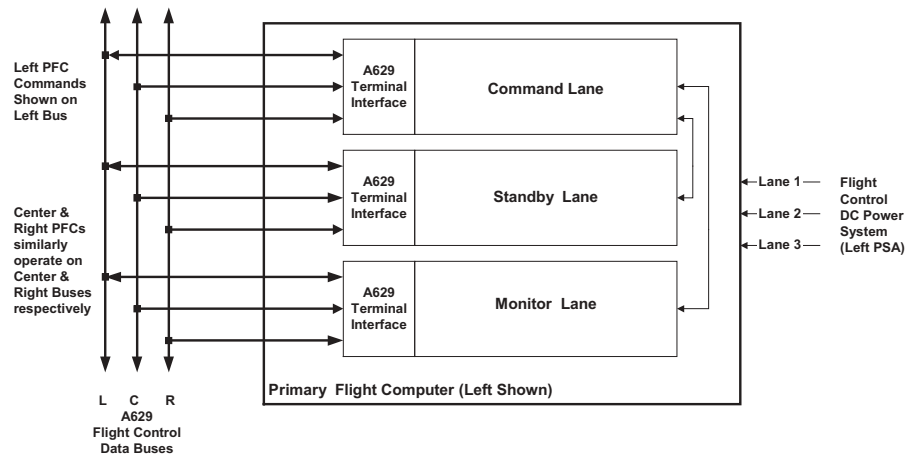 Left PFC
Commands
Shown on
Left Bus
Center &
Right PFCs
similarly
operate on
Center &
Right Buses
respectively
A629
Terminal
Interface
Command Lane
A629
Terminal
Interface
Standby Lane
A629
Terminal
Interface
Monitor Lane
Primary Flight Computer (Left Shown)
Lane 1
Lane 2
Lane 3
Flight
Control
DC Power
System
(Left PSA)
L C R
A629
Flight Control
Data Buses